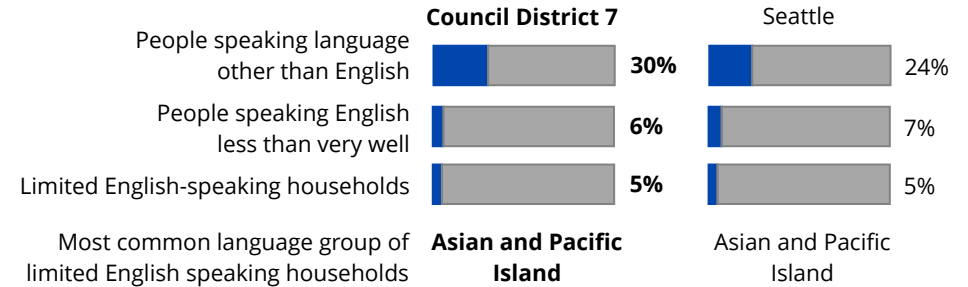 Council District 7 Seattle
People speaking language
other than English
30% 24%
People speaking English
less than very well
6% 7%
Limited English-speaking households 5% 5%
Most common language group of
limited English speaking households
Asian and Pacific
Island
Asian and Pacific
Island